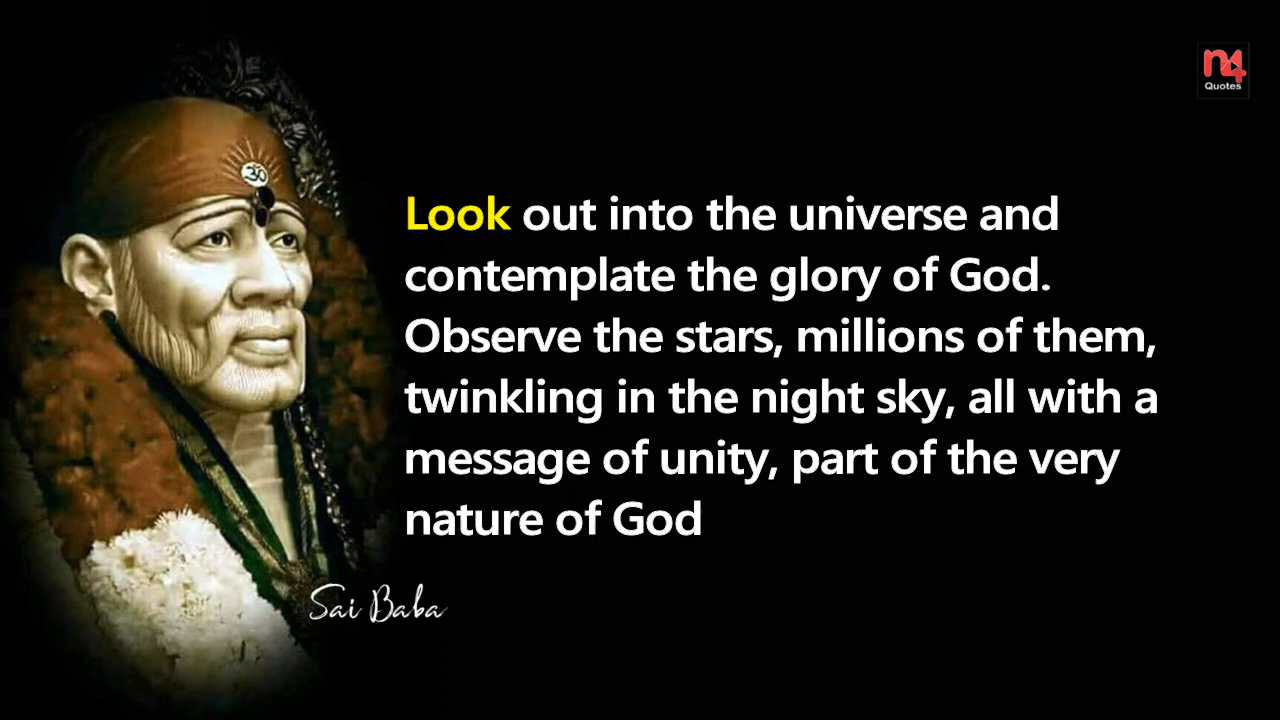 n4
Quotes
ॐ
Look out into the universe and
contemplate the glory of God.
Observe the stars, millions of them,
twinkling in the night sky, all with a
message of unity, part of the very
nature of God
Sai Baba